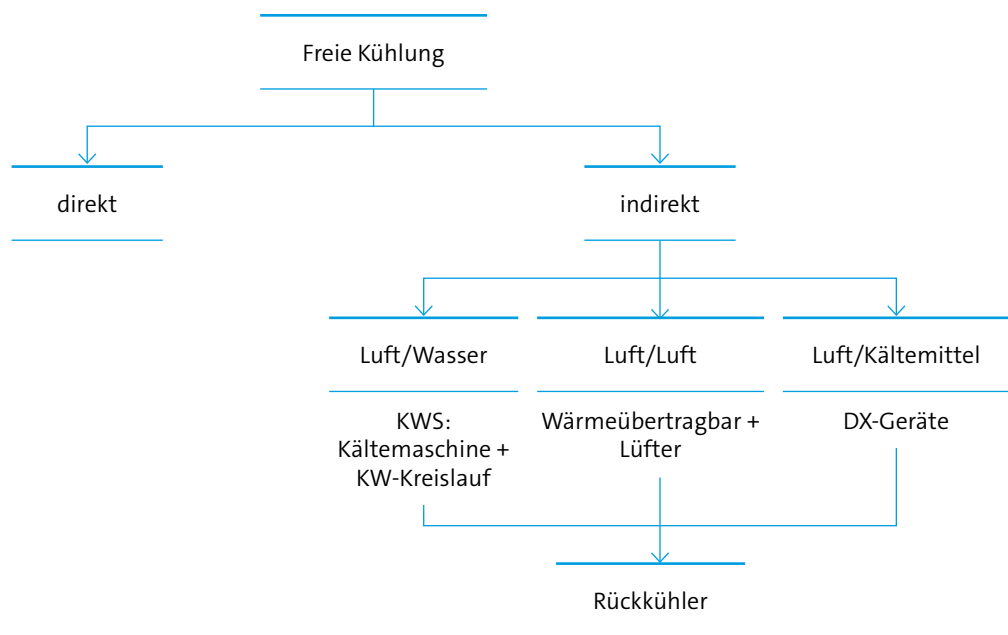 Freie Kühlung
direkt
indirekt
Luft/Wasser
Luft/Luft
Luft/Kältemittel
KWS:
Kältemaschine +
KW-Kreislauf
Wärmeübertragbar +
Lüfter
DX-Geräte
Rückkühler